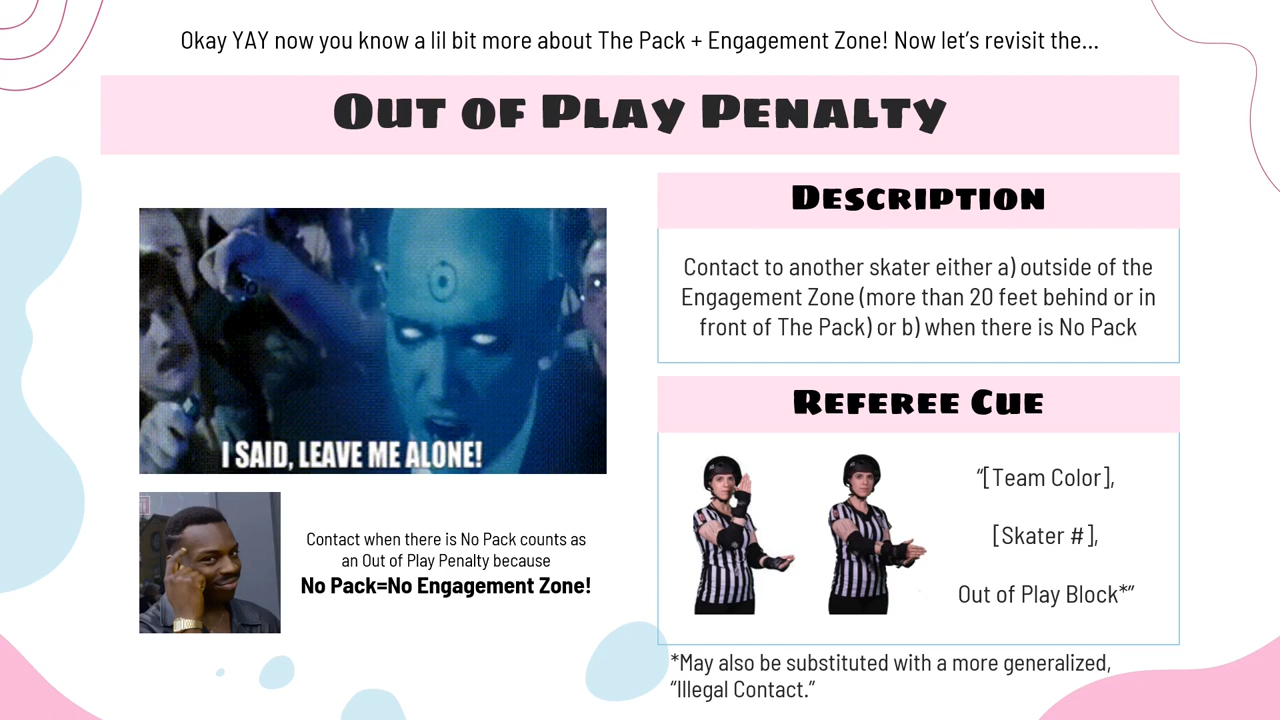 Okay YAY now you know a lil bit more about The Pack + Engagement Zone! Now let’s revisit the...
Out of Play Penalty
I SAID, LEAVE ME ALONE!
Contact when there is No Pack counts as
an Out of Play Penalty because
No Pack=No Engagement Zone!
Description
Contact to another skater either a) outside of the
Engagement Zone (more than 20 feet behind or in
front of The Pack) or b) when there is No Pack
Referee Cue
“[Team Color],
[Skater #],
Out of Play Block*”
*May also be substituted with a more generalized,
“Illegal Contact.”